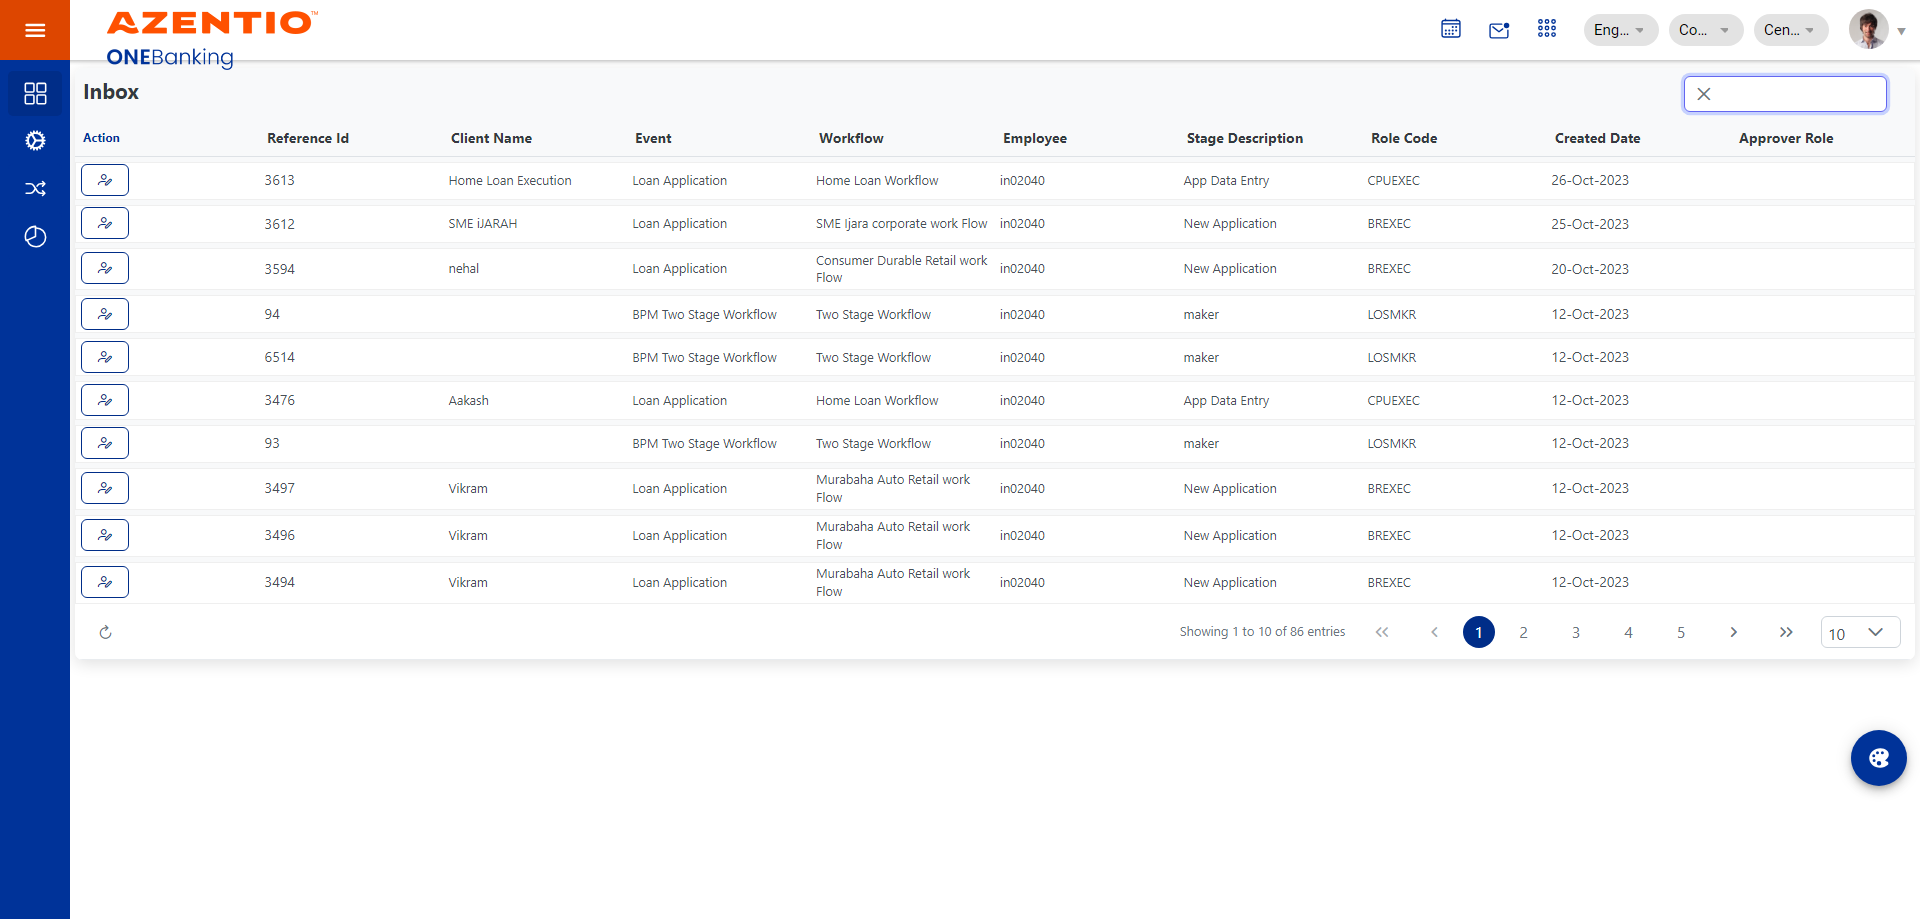 AZENTIO™
ONEBanking
Eng...
Co...
Cen...
Inbox
Action Reference Id Client Name Event Workflow Employee Stage Description Role Code Created Date Approver Role
3613 Home Loan Execution Loan Application Home Loan Workflow in02040 App Data Entry CPUEXEC 26-Oct-2023
3612 SME iJARAH Loan Application SME Ijara corporate work Flow in02040 New Application BREXEC 25-Oct-2023
3594 nehal Loan Application Consumer Durable Retail work Flow in02040 New Application BREXEC 20-Oct-2023
94 BPM Two Stage Workflow Two Stage Workflow in02040 maker LOSMKR 12-Oct-2023
6514 BPM Two Stage Workflow Two Stage Workflow in02040 maker LOSMKR 12-Oct-2023
3476 Aakash Loan Application Home Loan Workflow in02040 App Data Entry CPUEXEC 12-Oct-2023
93 BPM Two Stage Workflow Two Stage Workflow in02040 maker LOSMKR 12-Oct-2023
3497 Vikram Loan Application Murabaha Auto Retail work Flow in02040 New Application BREXEC 12-Oct-2023
3496 Vikram Loan Application Murabaha Auto Retail work Flow in02040 New Application BREXEC 12-Oct-2023
3494 Vikram Loan Application Murabaha Auto Retail work Flow in02040 New Application BREXEC 12-Oct-2023
Showing 1 to 10 of 86 entries 1 2 3 4 5 10